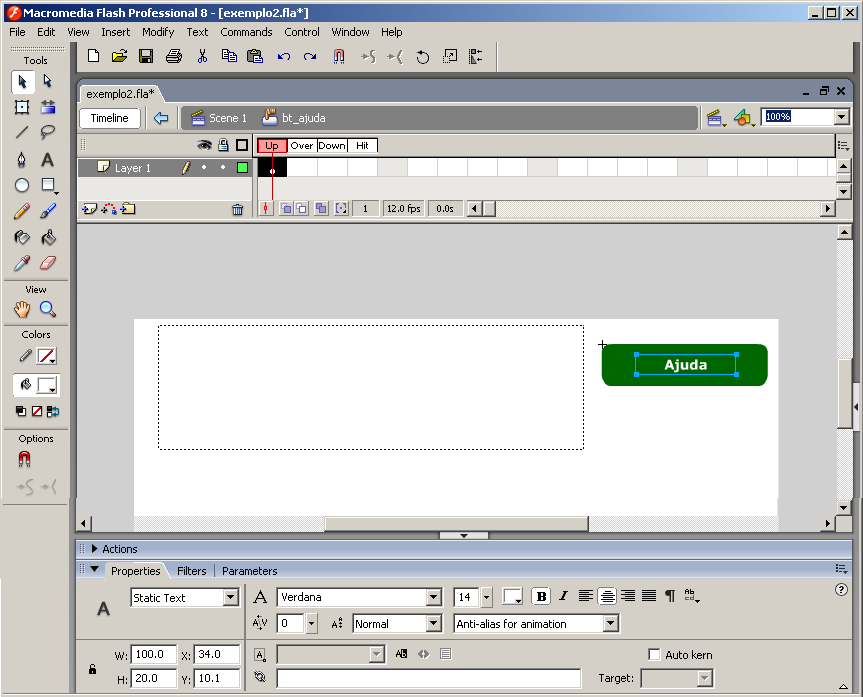 Macromedia Flash Professional 8 - [exemplo2.fla*]
File Edit View Insert Modify Text Commands Control Window Help
Tools
exemplo2.fla*
Timeline Scene 1 bt_ajuda 100%
Up Over Down Hit
Layer 1
1 12.0 fps 0.0s
View
Colors
Options
Ajuda
Actions
Properties Filters Parameters
A Static Text A Verdana 14 B I
A/V 0 Normal Anti-alias for animation
W: 100.0 X: 34.0 Auto kern
H: 20.0 Y: 10.1 Target: